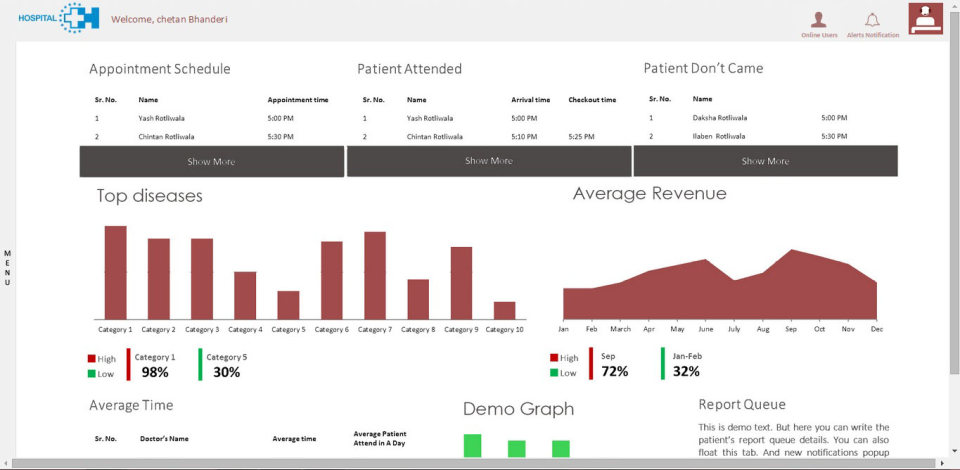 HOSPITAL
Welcome, chetan Bhanderi
Online Users
Alerts Notification
MENU
Appointment Schedule
Sr. No. Name Appointment time
1 Yash Rotliwala 5:00 PM
2 Chintan Rotliwala 5:30 PM
Show More
Patient Attended
Sr. No. Name Arrival time Checkout time
1 Yash Rotliwala 5:00 PM
2 Chintan Rotliwala 5:10 PM 5:25 PM
Show More
Patient Don't Came
Sr. No. Name
1 Daksha Rotliwala 5:00 PM
2 Ilaben Rotliwala 5:30 PM
Show More
Top diseases
Category 1 Category 2 Category 3 Category 4 Category 5 Category 6 Category 7 Category 8 Category 9 Category 10
High
Low
Category 1
98%
Category 5
30%
Average Revenue
Jan Feb March Apr May June July Aug Sep Oct Nov Dec
High
Low
Sep
72%
Jan-Feb
32%
Average Time
Sr. No. Doctor's Name Average time Average Patient
Attend in A Day
Demo Graph
Report Queue
This is demo text. But here you can write the
patient's report queue details. You can also
float this tab. And new notifications popup